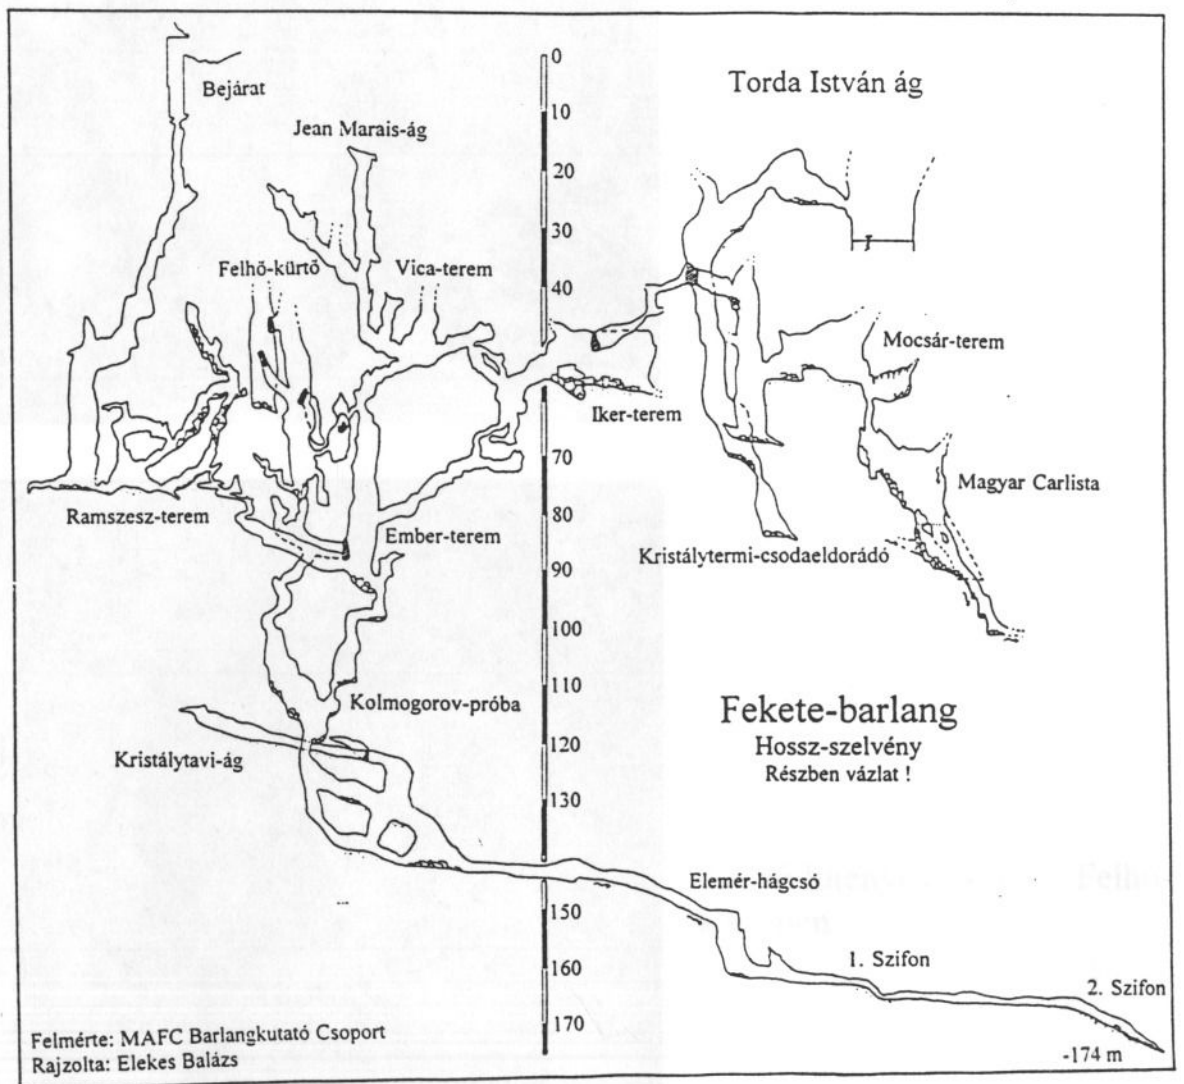 Bejárat
Jean Marais-ág
Felhő-kürtő
Vica-terem
Torda István ág
0
10
20
30
40
70
80
90
100
110
120
130
150
160
170
Mocsár-terem
Iker-terem
Magyar Carlista
Ramszesz-terem
Ember-terem
Kristálytermi-csodaeldorádó
Kolmogorov-próba
Kristálytavi-ág
Fekete-barlang
Hossz-szelvény
Részben vázlat !
Elemér-hágcsó
1. Szifon
2. Szifon
-174 m
Felmérte: MAFC Barlangkutató Csoport
Rajzolta: Elekes Balázs